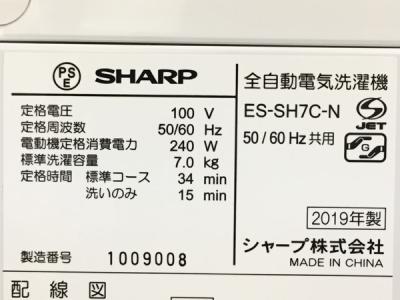 PS
E
SHARP
定格電圧 100 V
定格周波数 50/60 Hz
電動機定格消費電力 240 W
標準洗濯容量 7.0 kg
定格時間 標準コース 34 min
洗いのみ 15 min
製造番号 1009008
全自動電気洗濯機
ES-SH7C-N
S
JET
50/60Hz共用
G
2019年製
シャープ株式会社
MADE IN CHINA
配線図